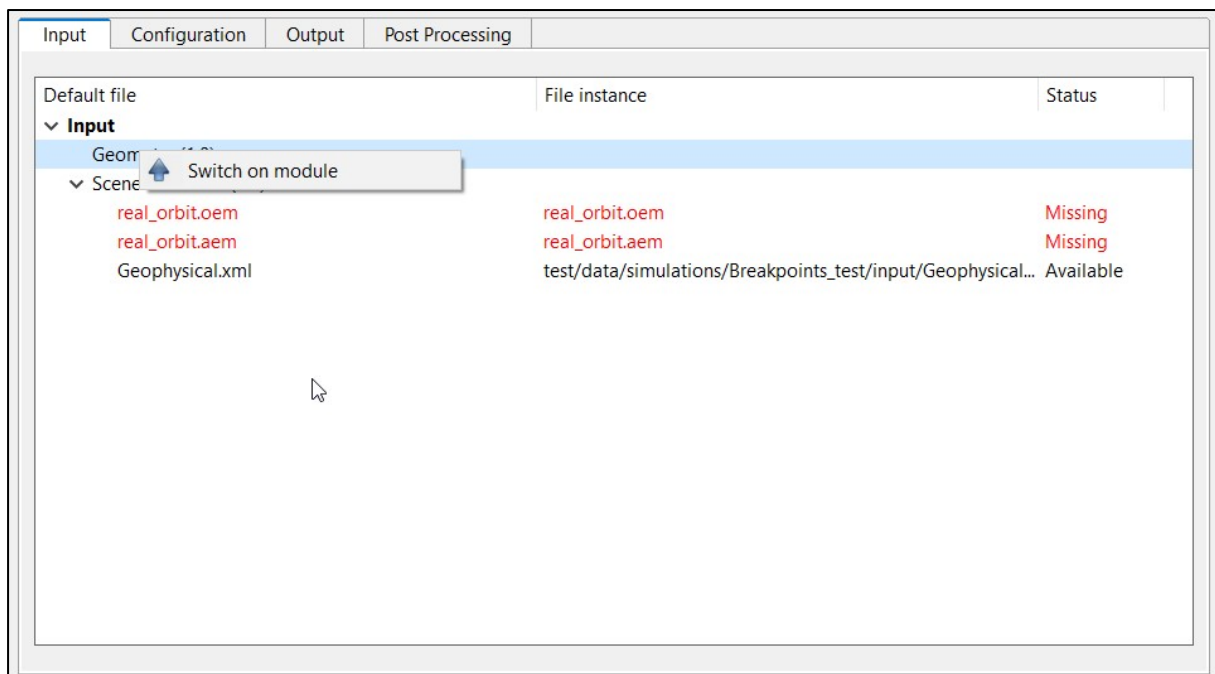 Input Configuration Output Post Processing
Default file File instance Status
Input
Switch on module
real_orbit.oem real_orbit.oem Missing
real_orbit.aem real_orbit.aem Missing
Geophysical.xml test/data/simulations/Breakpoints_test/input/Geophysical... Available